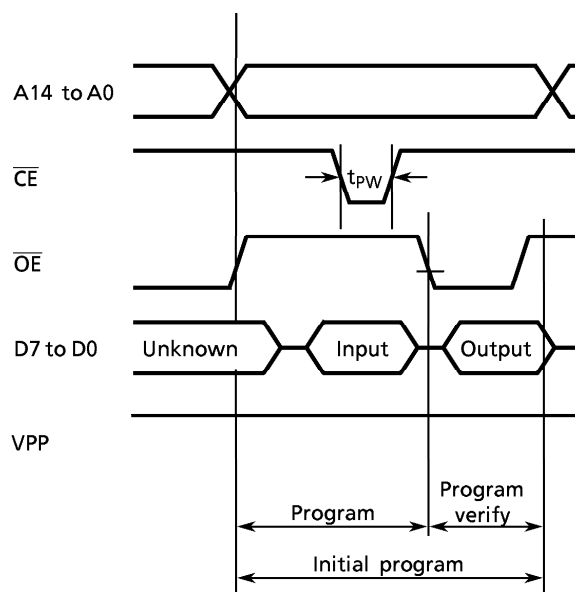 A14 to A0
CE
tPW
OE
D7 to D0
Unknown
Input
Output
VPP
Program
Program
verify
Initial program